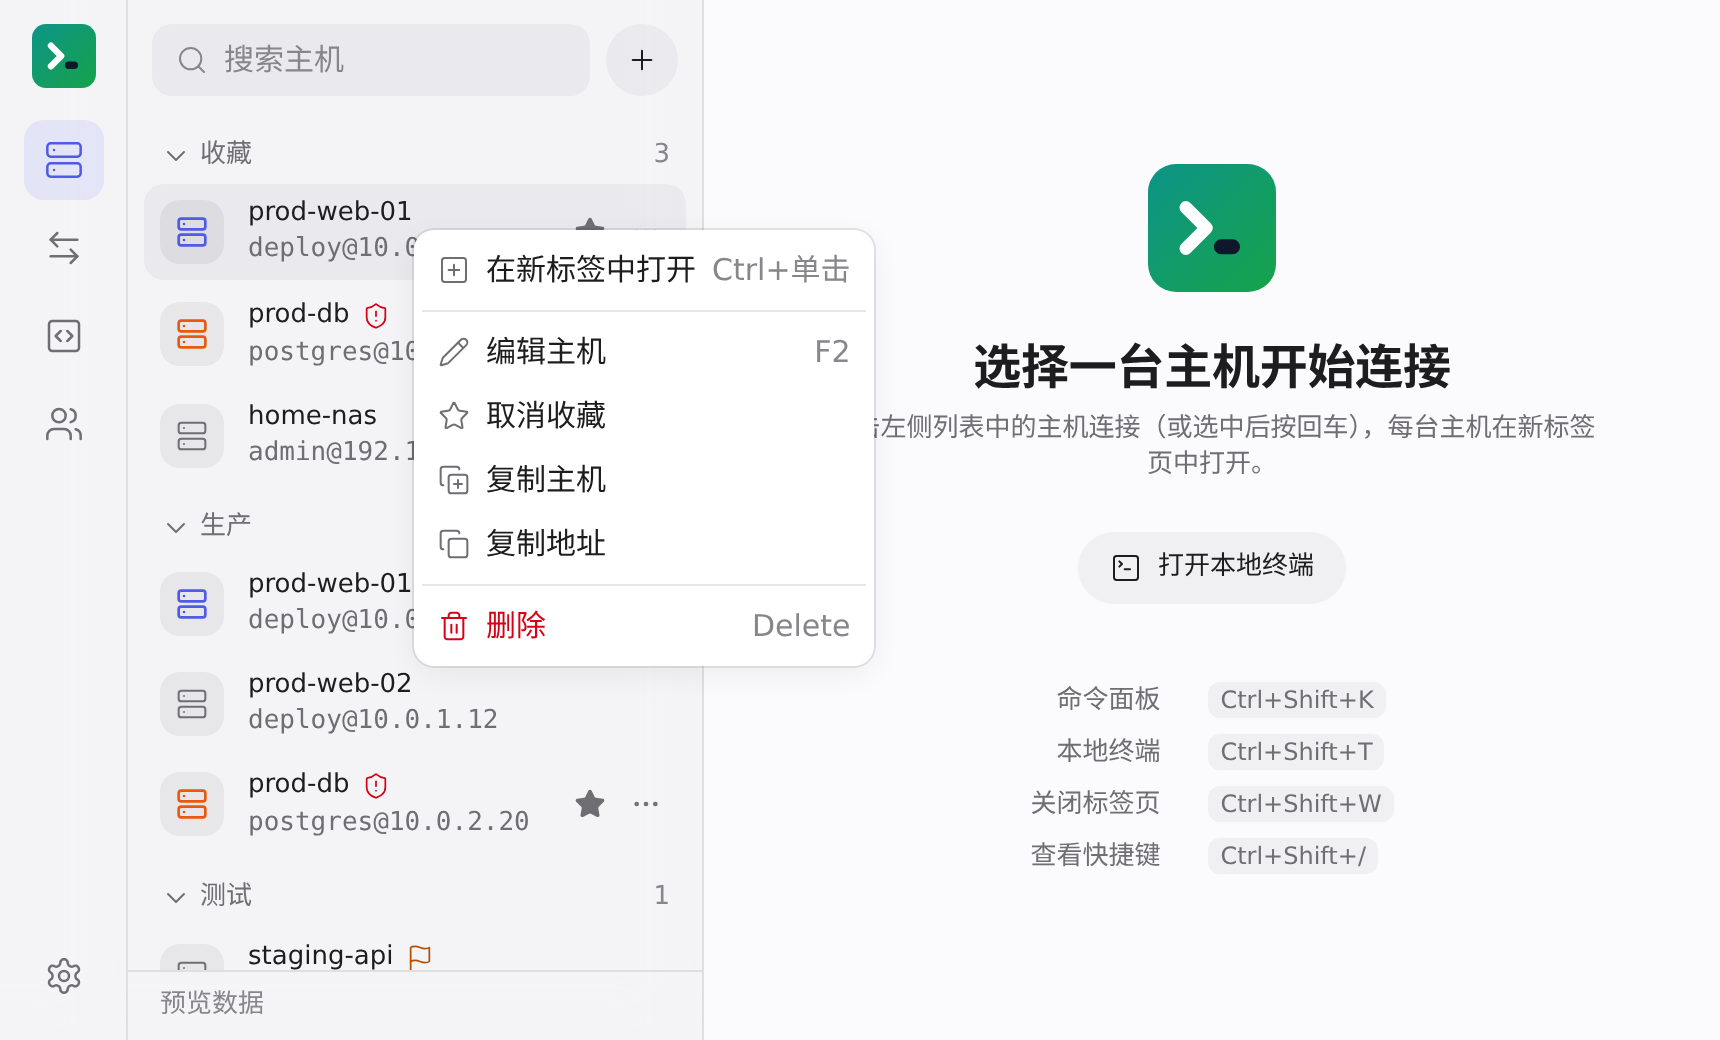 搜索主机
收藏 3
prod-web-01
deploy@10.0
prod-db
postgres@10
home-nas
admin@192.1
生产
prod-web-01
deploy@10.0
prod-web-02
deploy@10.0.1.12
prod-db
postgres@10.0.2.20
测试 1
staging-api
预览数据
在新标签中打开 Ctrl+单击
编辑主机 F2
取消收藏
复制主机
复制地址
删除 Delete
选择一台主机开始连接
左侧列表中的主机连接（或选中后按回车），每台主机在新标签
页中打开。
打开本地终端
命令面板 Ctrl+Shift+K
本地终端 Ctrl+Shift+T
关闭标签页 Ctrl+Shift+W
查看快捷键 Ctrl+Shift+/